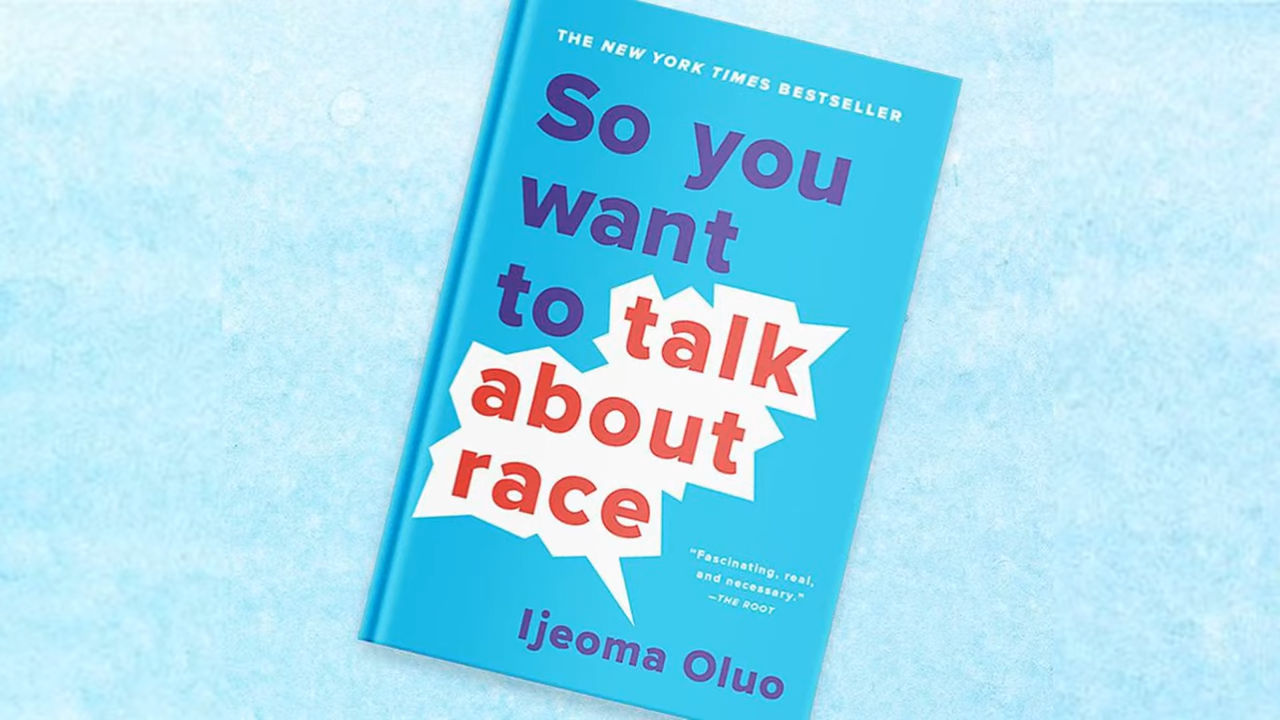 THE NEW YORK TIMES BESTSELLER
So you
want
to talk
about
race
"Fascinating, real,
and necessary."
—THE ROOT
Ijeoma Oluo